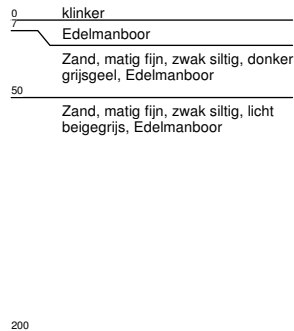 0 klinker
7
Edelmanboor
Zand, matig fijn, zwak siltig, donker
grijsgeel, Edelmanboor
50
Zand, matig fijn, zwak siltig, licht
beigegrijs, Edelmanboor
200